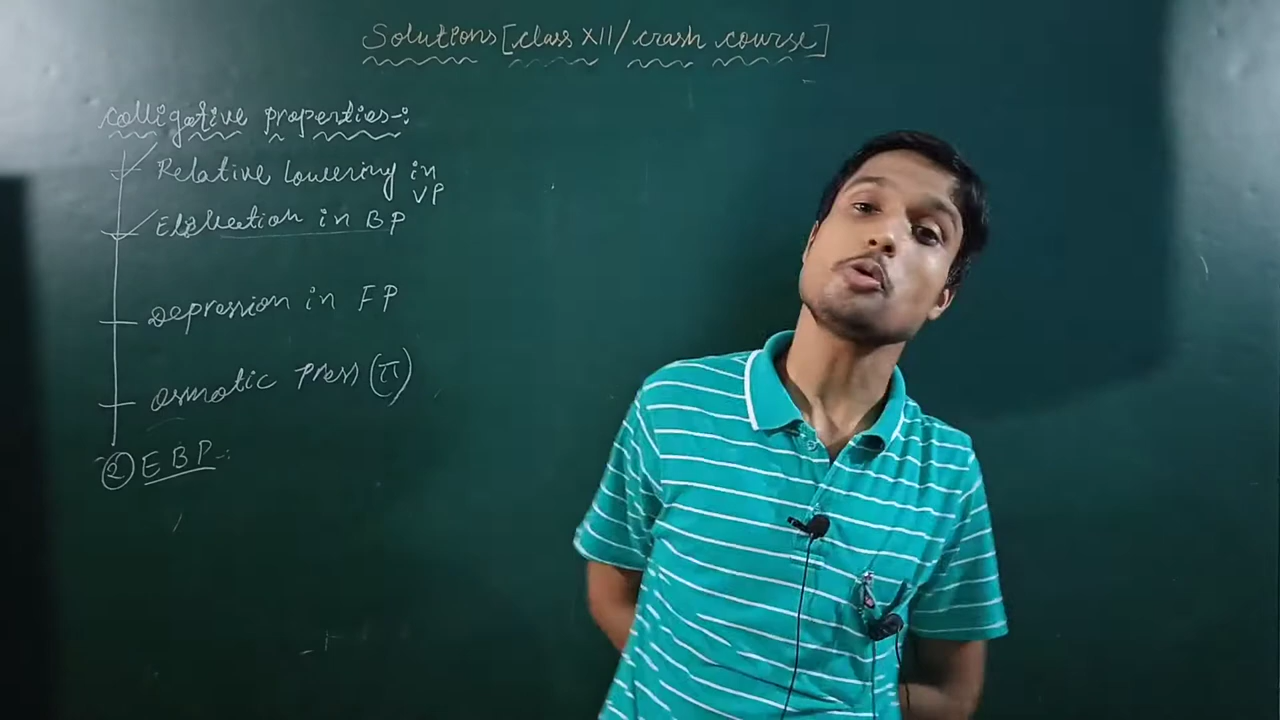 Solutions [class XII/crash course]
colligative properties-:
Relative Lowering in
VP
in BP
Depression in FP
osmotic press (π)
② EBP-: